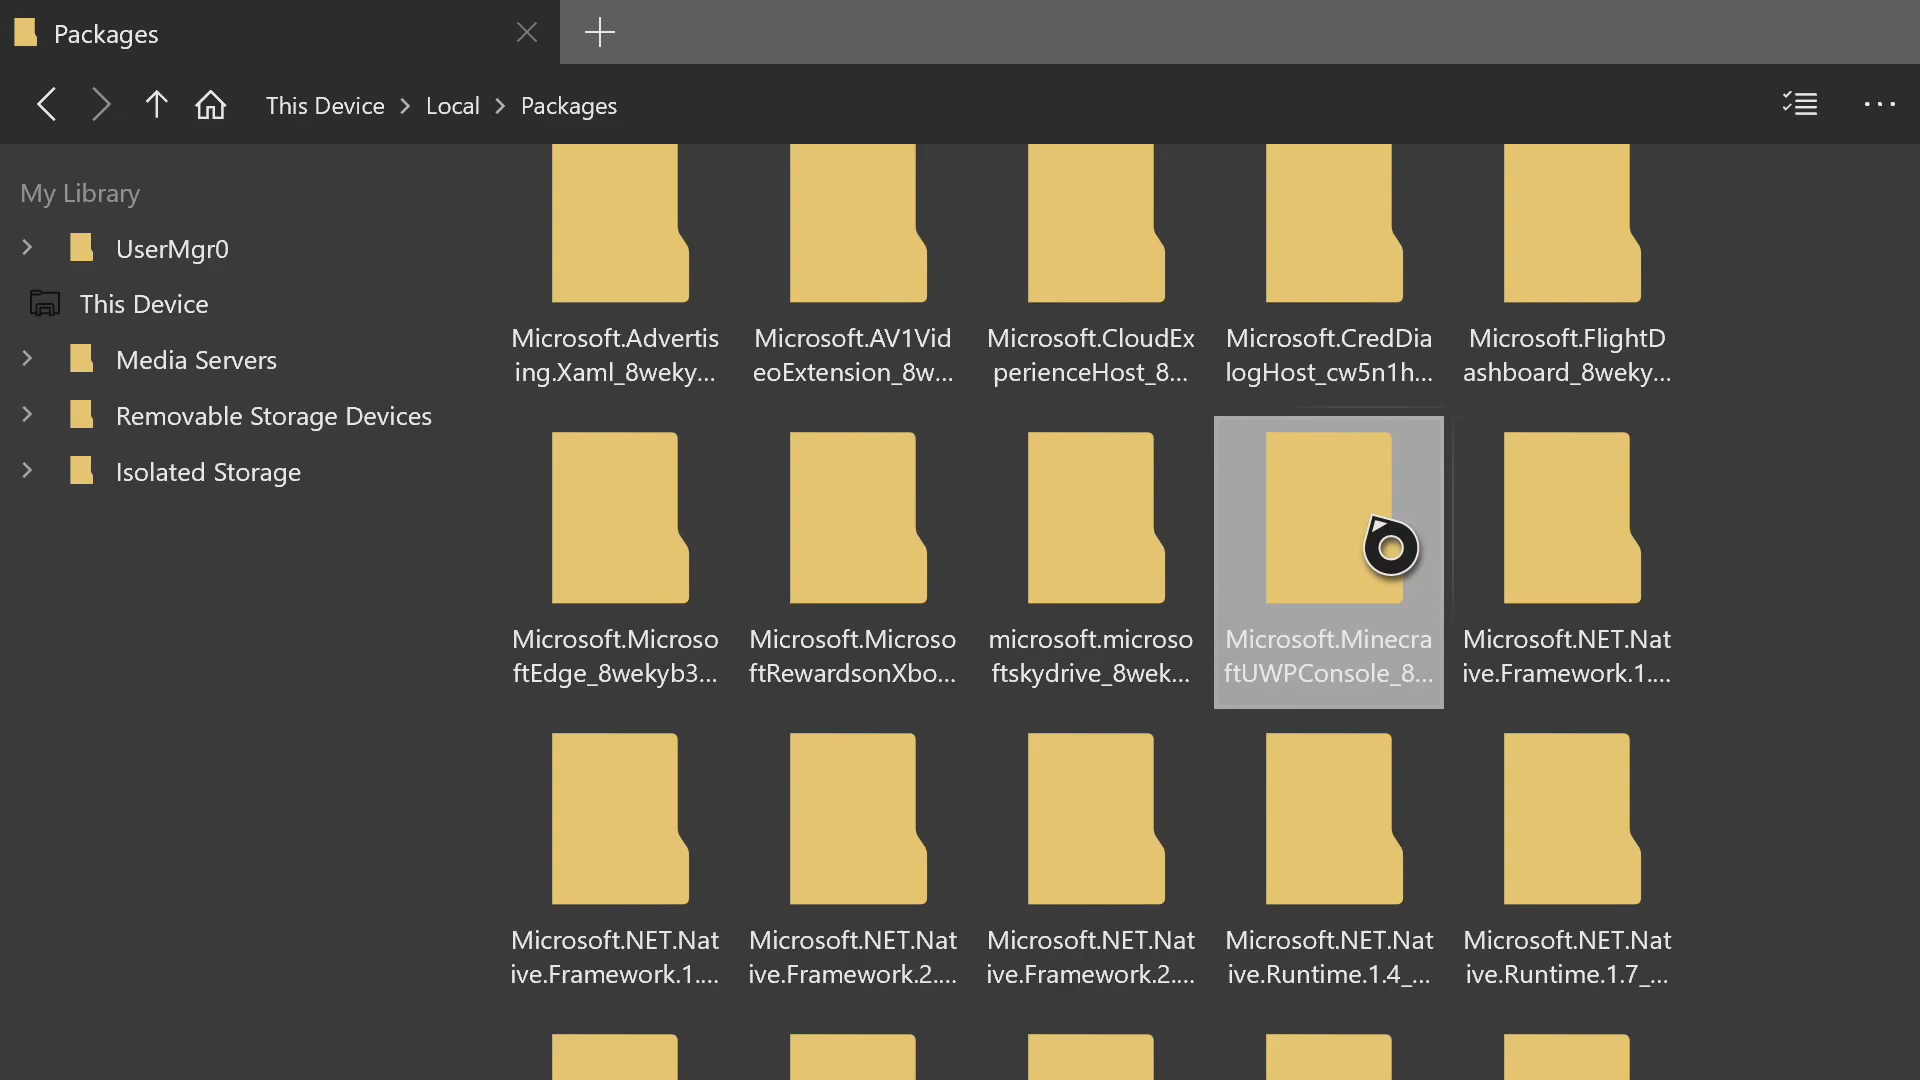 Packages
This Device
Local
Packages
My Library
UserMgr0
This Device
Media Servers
Removable Storage Devices
Isolated Storage
Microsoft.Advertis
ing.Xaml_8weky...
Microsoft.AV1Vid
eoExtension_8w...
Microsoft.CloudEx
perienceHost_8...
Microsoft.CredDia
logHost_cw5n1h...
Microsoft.FlightD
ashboard_8weky...
Microsoft.Microso
ftEdge_8wekyb3...
Microsoft.Microso
ftRewardsonXbo...
microsoft.microso
ftskydrive_8wek...
Microsoft.Minecra
ftUWPConsole_8...
Microsoft.NET.Nat
ive.Framework.1....
Microsoft.NET.Nat
ive.Framework.1....
Microsoft.NET.Nat
ive.Framework.2....
Microsoft.NET.Nat
ive.Framework.2....
Microsoft.NET.Nat
ive.Runtime.1.4_...
Microsoft.NET.Nat
ive.Runtime.1.7_...